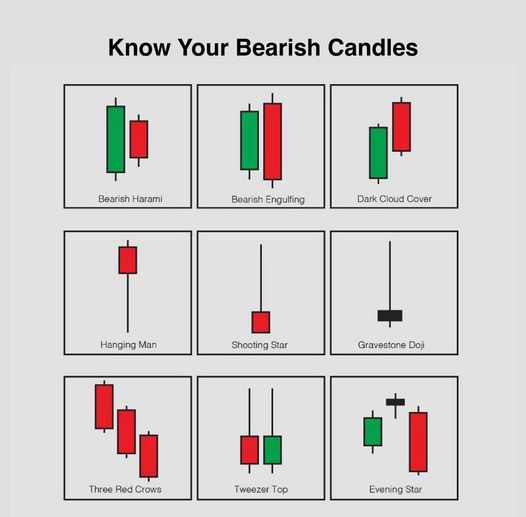 Know Your Bearish Candles
Bearish Harami
Bearish Engulfing
Dark Cloud Cover
Hanging Man
Shooting Star
Gravestone Doji
Three Red Crows
Tweezer Top
Evening Star